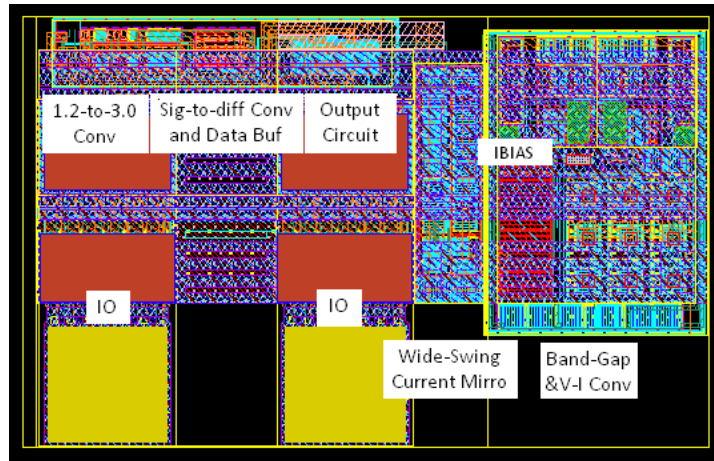 1.2-to-3.0
Conv
Sig-to-diff Conv
and Data Buf
Output
Circuit
IBIAS
IO
IO
Wide-Swing
Current Mirro
Band-Gap
&V-I Conv